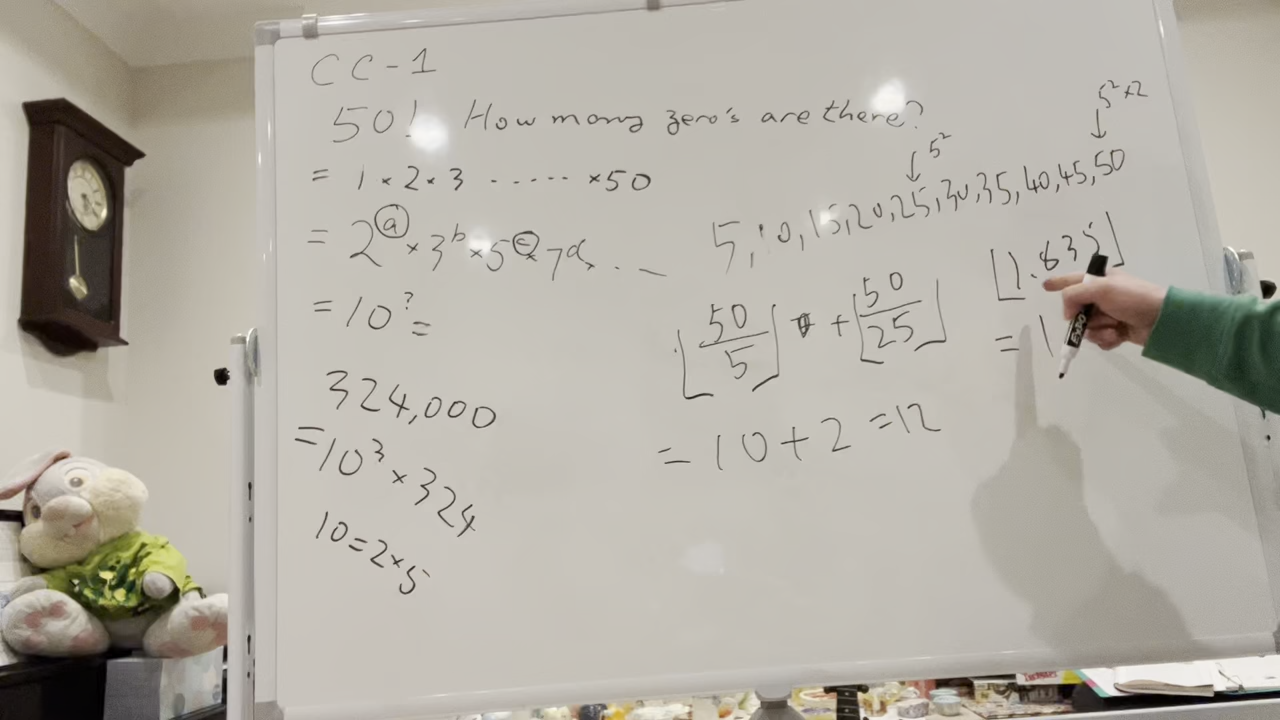 CC-1
50! How many zero's are there?
= 1 × 2 × 3 ...... × 50
= 2^a × 3^b × 5^c × 7^d × ...
= 10^? =
324,000
= 10^3 × 324
10 = 2 × 5
5^2
5^2 × 2
5, 10, 15, 20, 25, 30, 35, 40, 45, 50
⌊50/5⌋ + ⌊50/25⌋
= 10 + 2 = 12
⌊1.835⌋
= 1